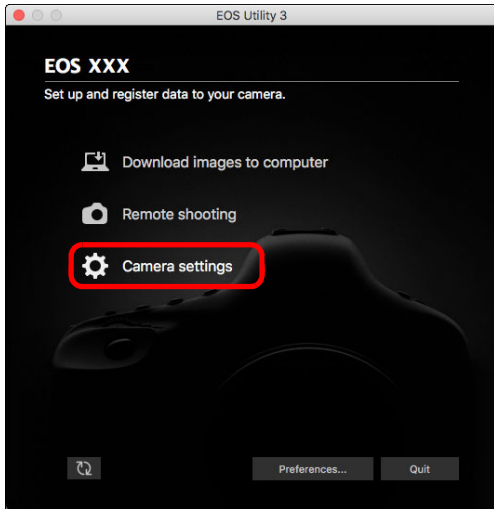 EOS Utility 3
EOS XXX
Set up and register data to your camera.
Download images to computer
Remote shooting
Camera settings
Preferences... Quit